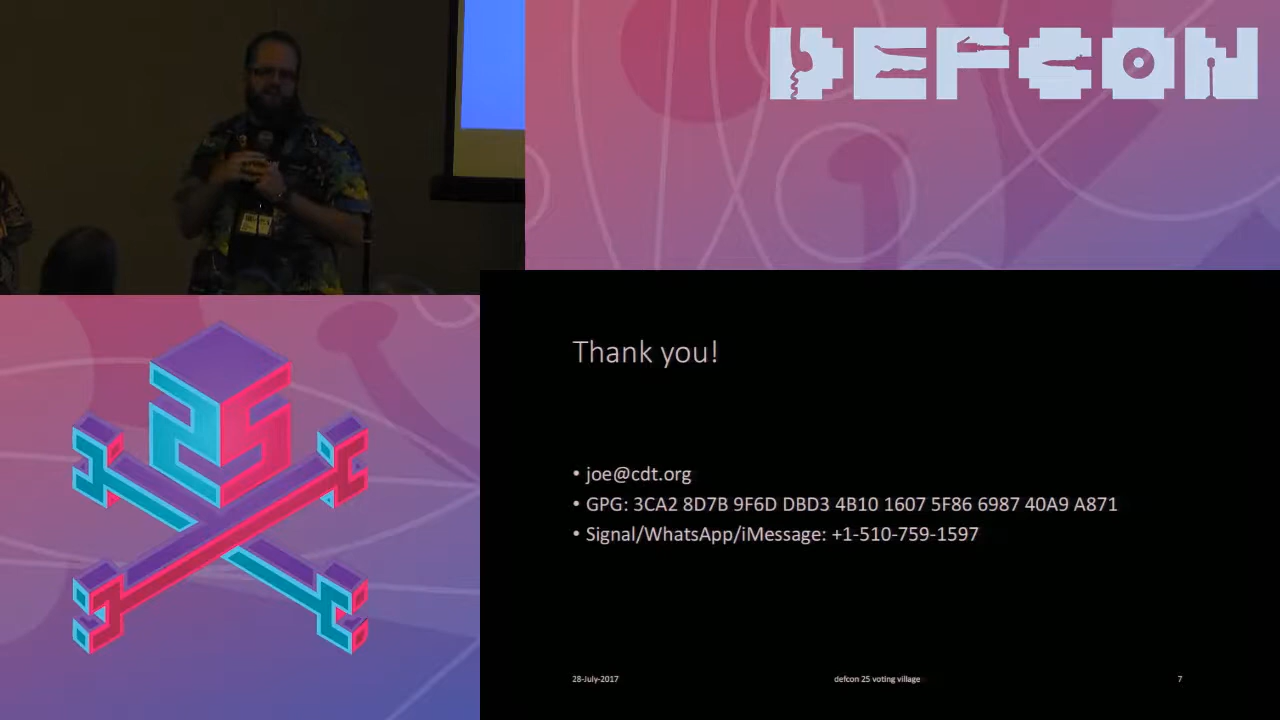 DEFCON
25
Thank you!
• joe@cdt.org
• GPG: 3CA2 8D7B 9F6D DBD3 4B10 1607 5F86 6987 40A9 A871
• Signal/WhatsApp/iMessage: +1-510-759-1597
28-July-2017 defcon 25 voting village 7